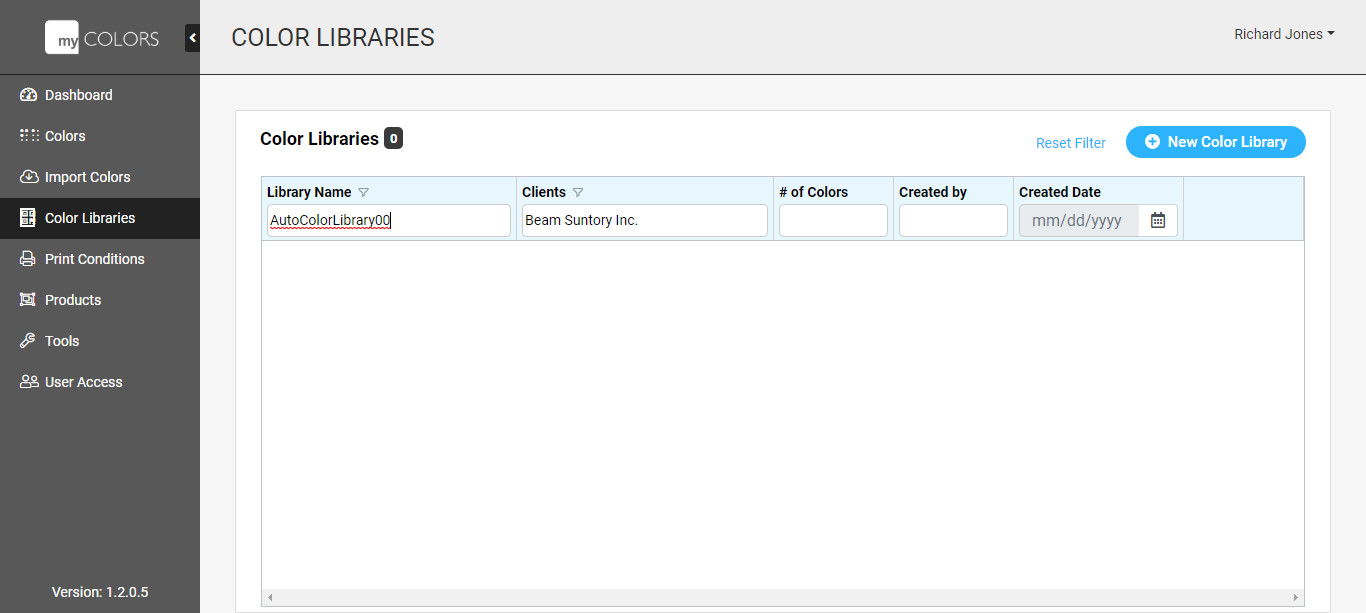 my COLORS
COLOR LIBRARIES
Richard Jones
Dashboard
Colors
Import Colors
Color Libraries
Print Conditions
Products
Tools
User Access
Version: 1.2.0.5
Color Libraries 0
Reset Filter
New Color Library
Library Name Clients # of Colors Created by Created Date
AutoColorLibrary00 Beam Suntory Inc. mm/dd/yyyy